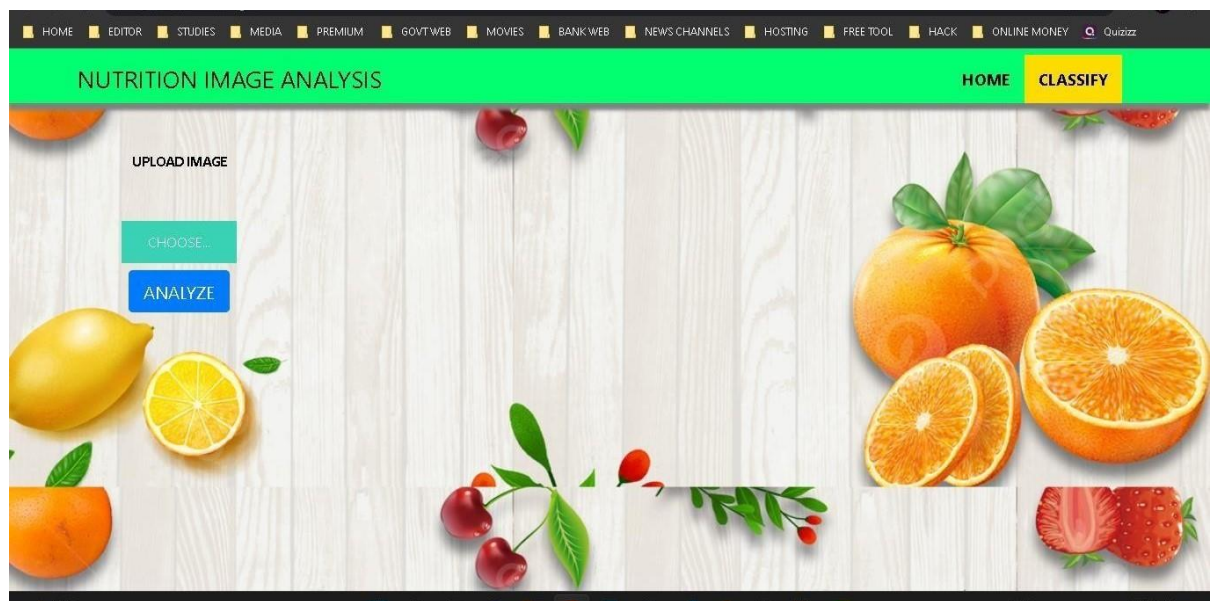 HOME EDITOR STUDIES MEDIA PREMIUM GOVT WEB MOVIES BANK WEB NEWS CHANNELS HOSTING FREE TOOL HACK ONLINE MONEY Quizizz
NUTRITION IMAGE ANALYSIS HOME CLASSIFY
UPLOAD IMAGE
CHOOSE...
ANALYZE